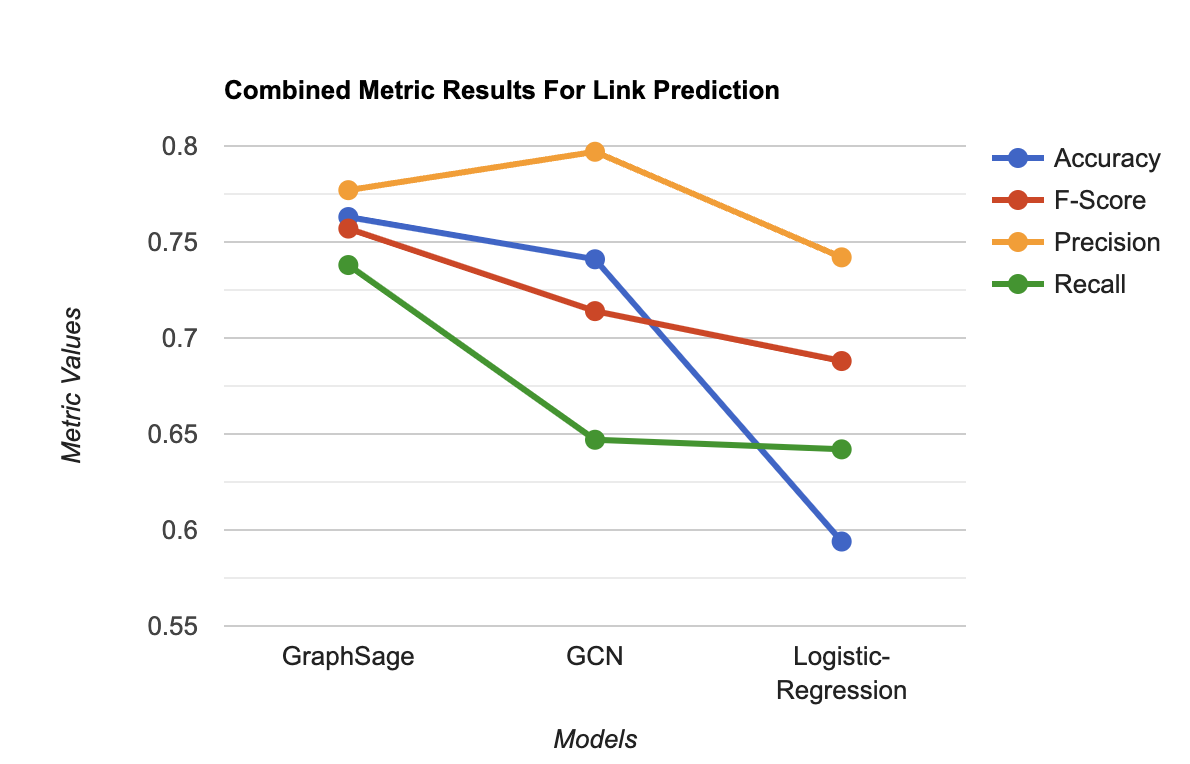 Combined Metric Results For Link Prediction
0.8
0.75
0.7
0.65
0.6
0.55
Metric Values
GraphSage
GCN
Logistic-
Regression
Models
Accuracy
F-Score
Precision
Recall